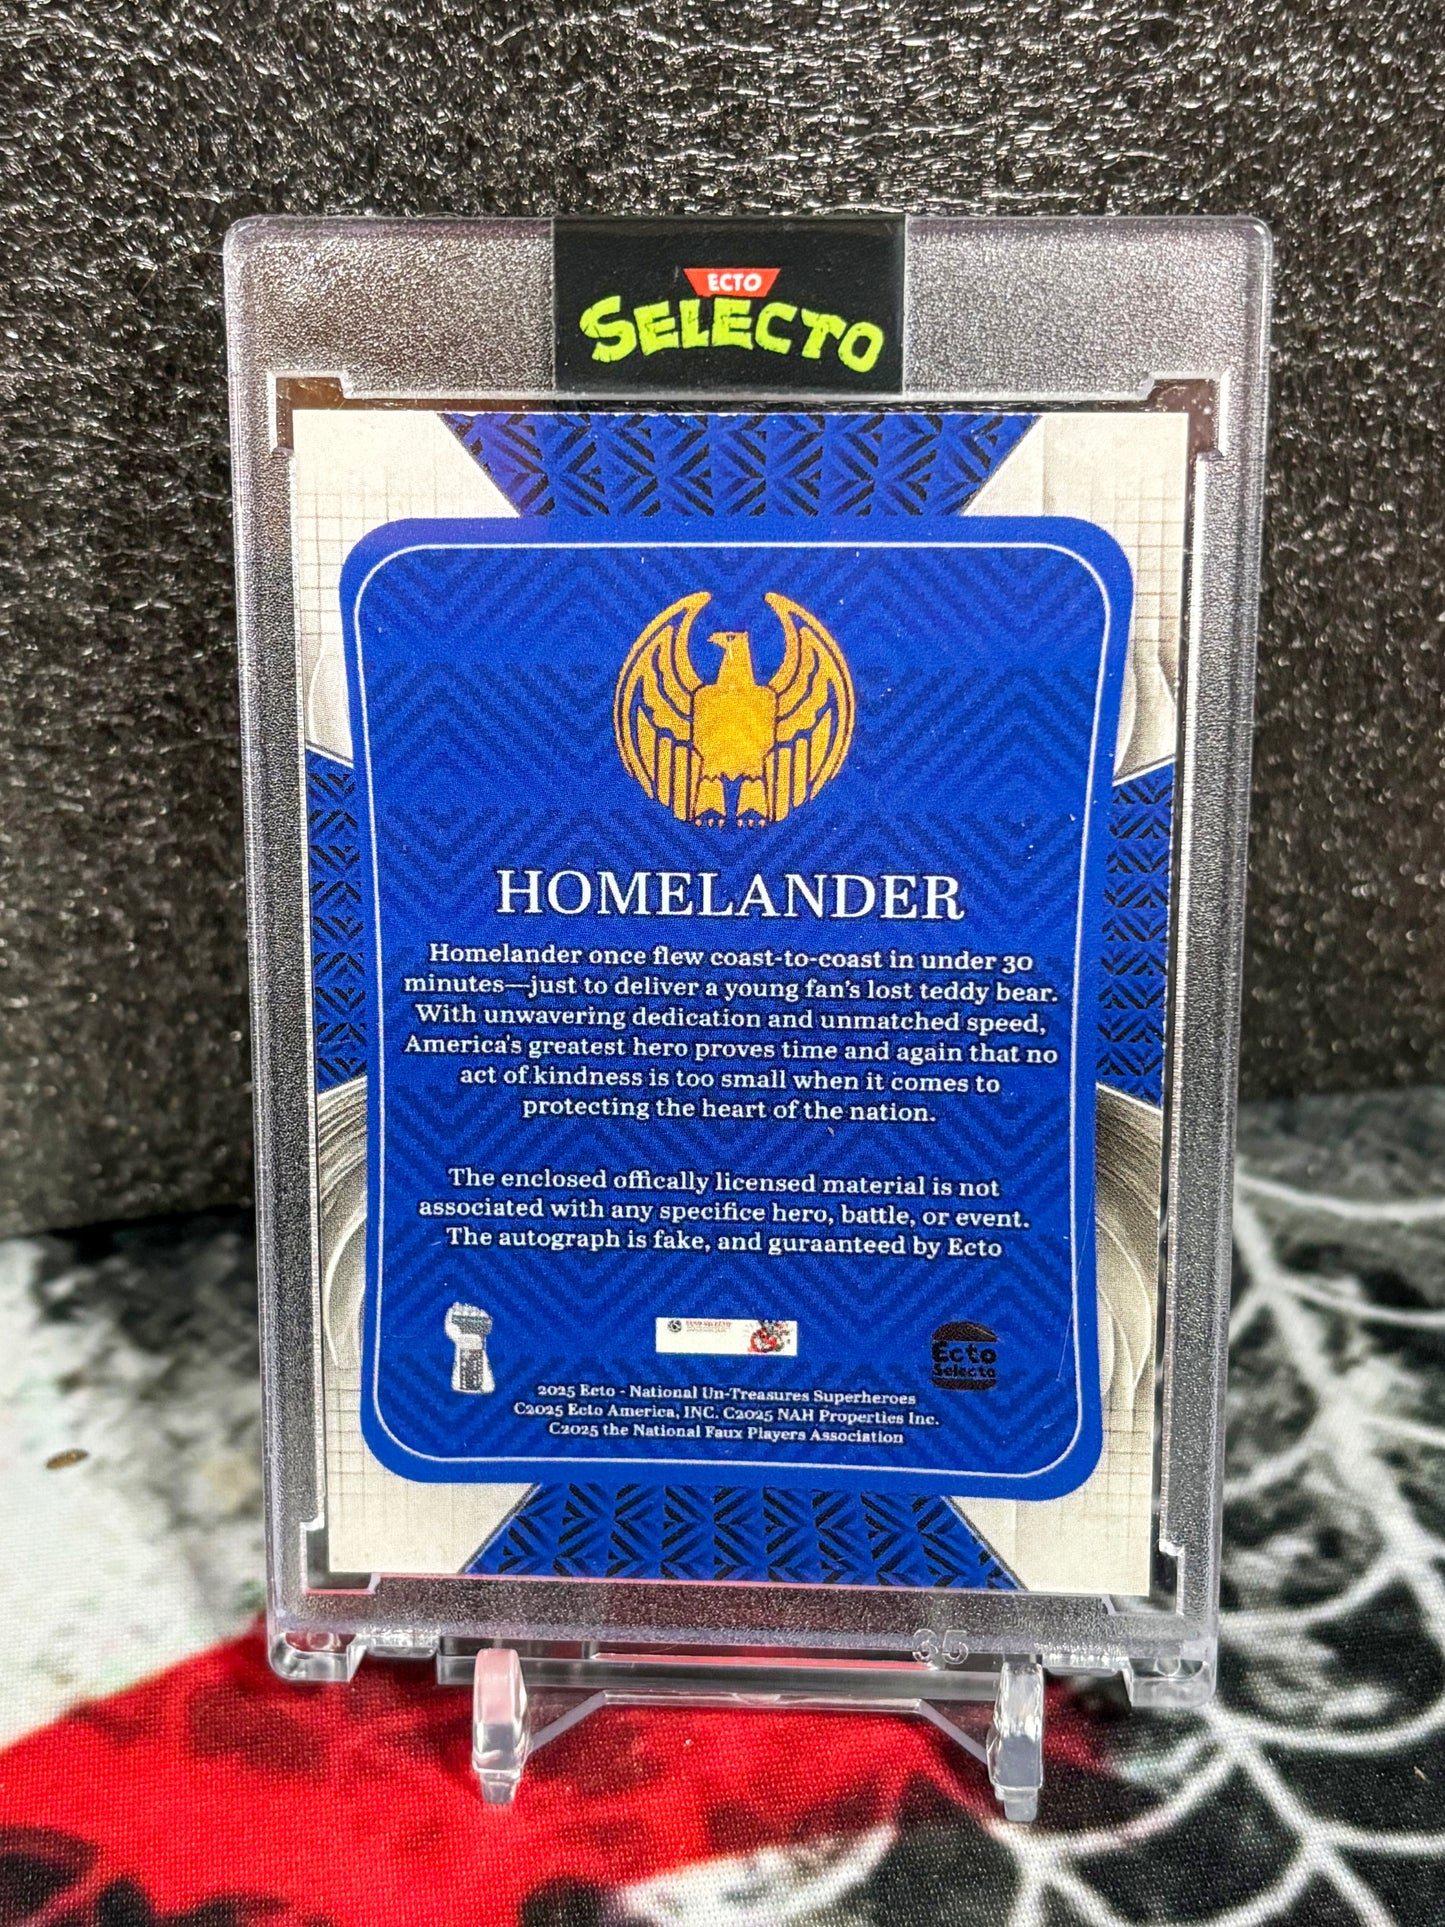 ECTO
SELECTO
HOMELANDER
Homelander once flew coast-to-coast in under 30
minutes—just to deliver a young fan's lost teddy bear.
With unwavering dedication and unmatched speed,
America's greatest hero proves time and again that no
act of kindness is too small when it comes to
protecting the heart of the nation.
The enclosed offically licensed material is not
associated with any specifice hero, battle, or event.
The autograph is fake, and guraanteed by Ecto
Ecto
Selecto
2025 Ecto - National Un-Treasures Superheroes
C2025 Ecto America, INC. C2025 NAH Properties Inc.
C2025 the National Faux Players Association
35